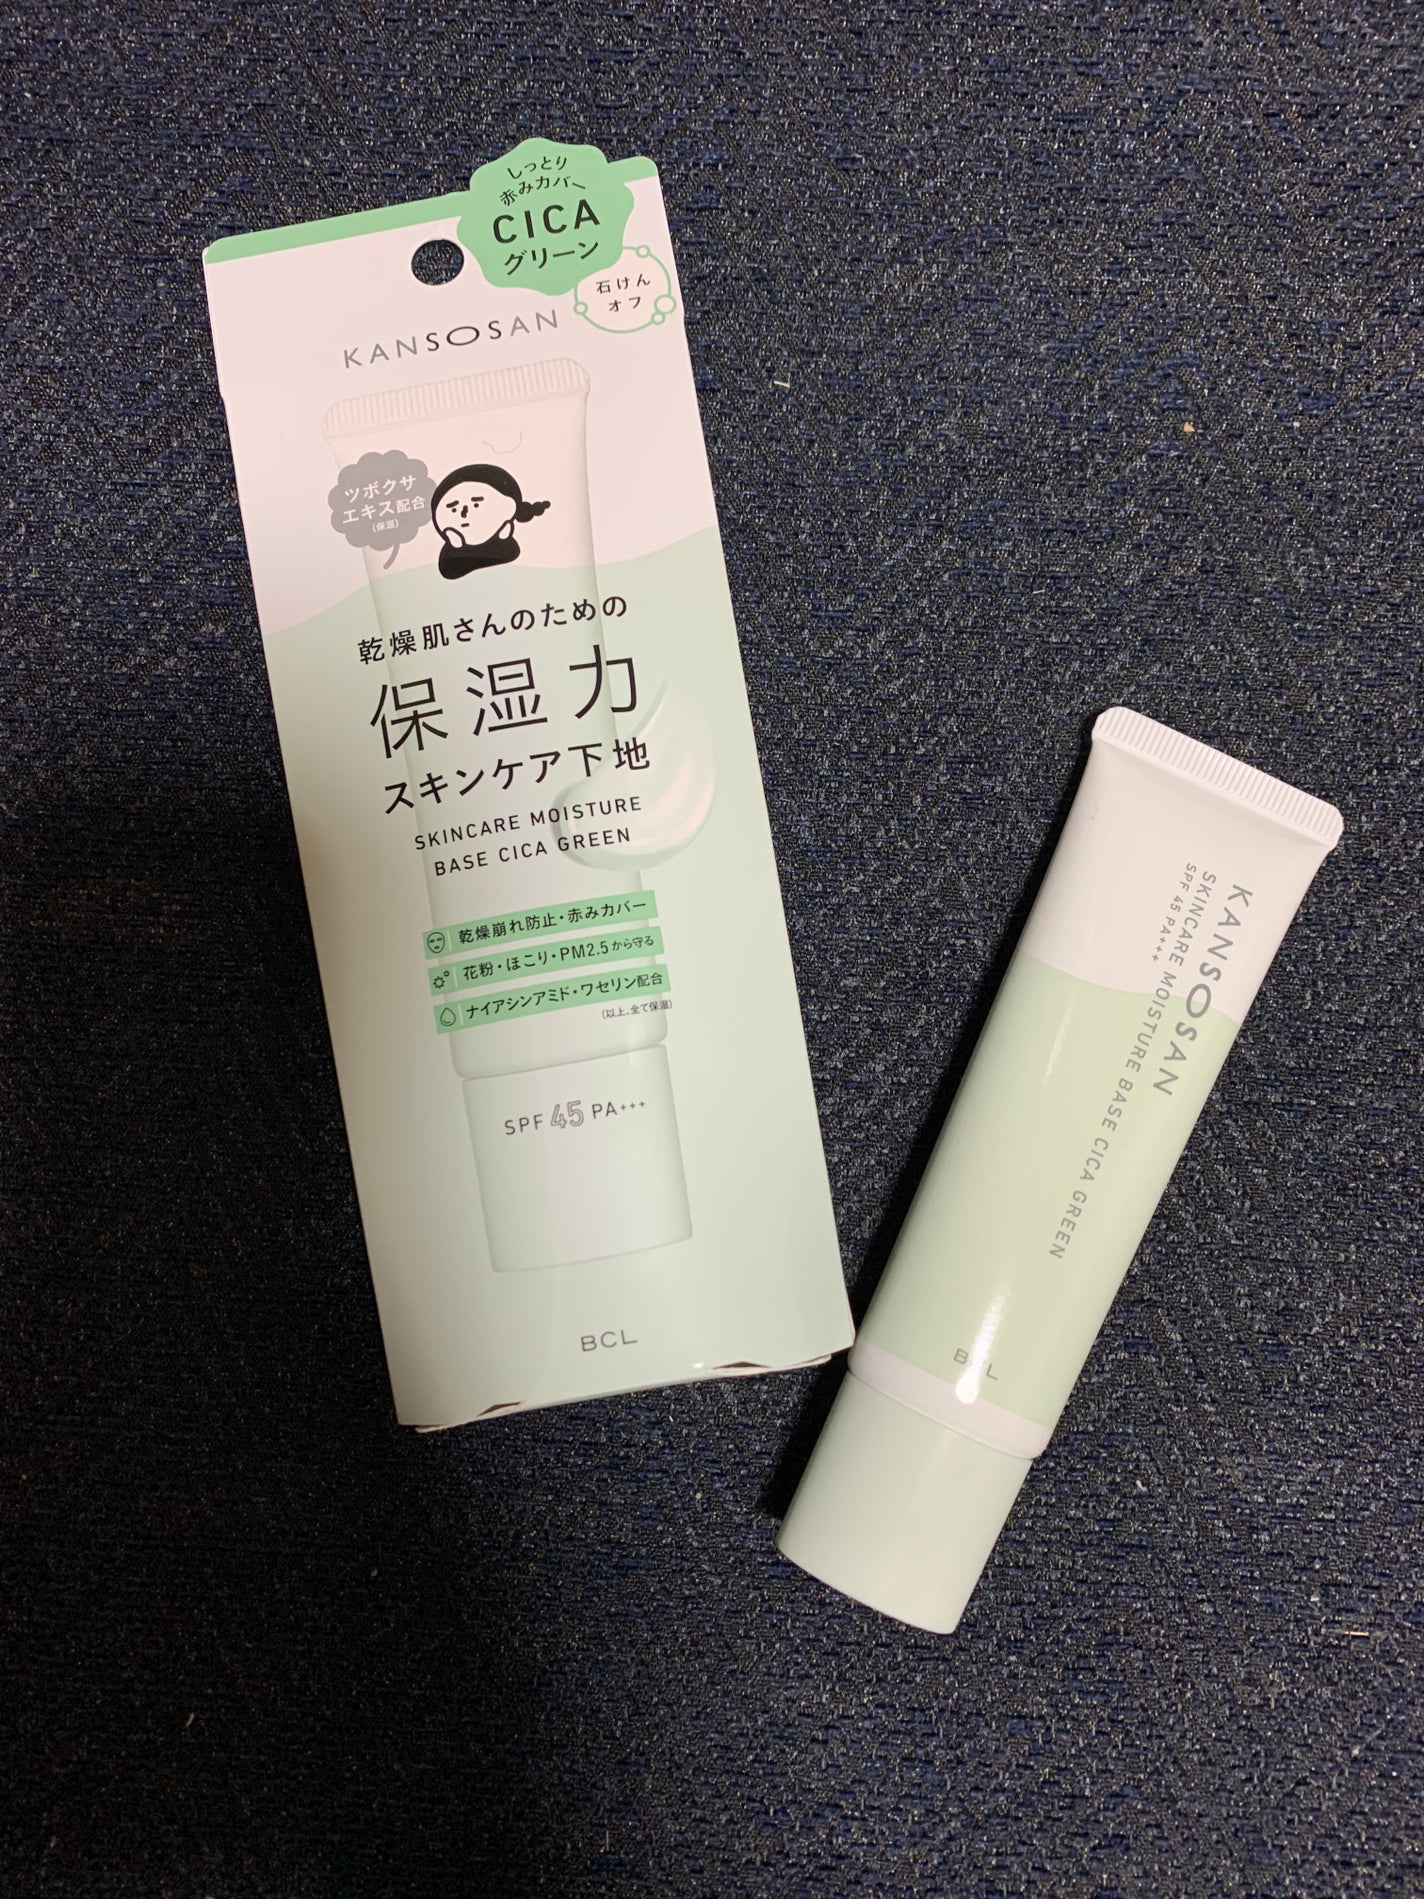 しっとり
赤みカバー
CICA
グリーン
石けん
オフ
KANSOSAN
ツボクサ
エキス配合
(保湿)
乾燥肌さんのための
保湿力
スキンケア下地
SKINCARE MOISTURE
BASE CICA GREEN
乾燥崩れ防止・赤みカバー
花粉・ほこり・PM2.5から守る
ナイアシンアミド・ワセリン配合
(以上、全て保湿)
SPF 45 PA+++
BCL
KANSOSAN
SKINCARE MOISTURE BASE CICA GREEN
SPF 45 PA+++
BCL